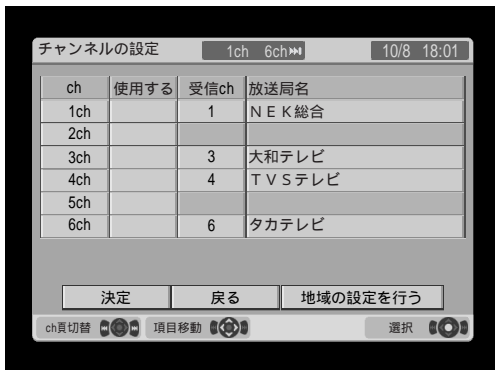 チャンネルの設定 1ch 6ch⏭ 10/8 18:01
ch 使用する 受信ch 放送局名
1ch 1 ＮＥＫ総合
2ch
3ch 3 大和テレビ
4ch 4 ＴＶＳテレビ
5ch
6ch 6 タカテレビ
決定 戻る 地域の設定を行う
ch頁切替 項目移動 選択